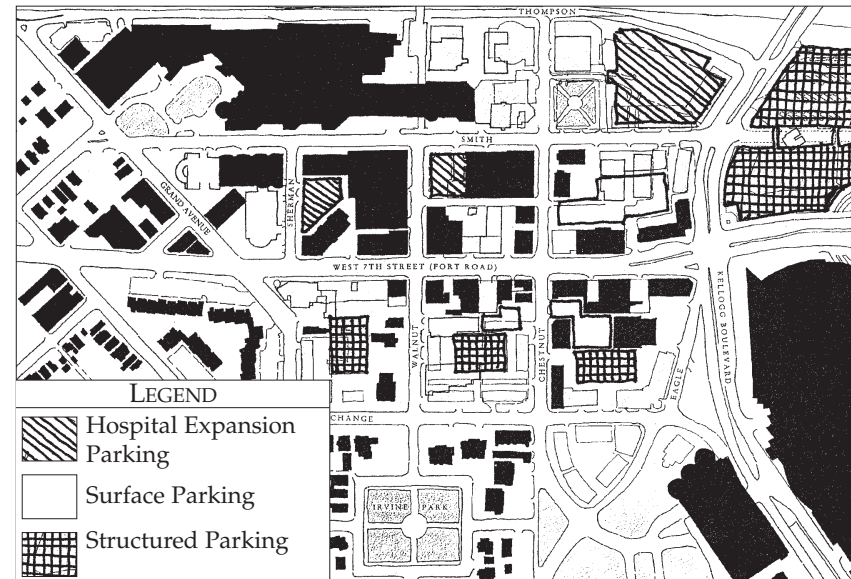 THOMPSON
SMITH
GRAND AVENUE
SHERMAN
WEST 7TH STREET (FORT ROAD)
KELLOGG BOULEVARD
WALNUT
CHESTNUT
EAGLE
LEGEND
CHANGE
Hospital Expansion
Parking
Surface Parking
IRVINE PARK
Structured Parking